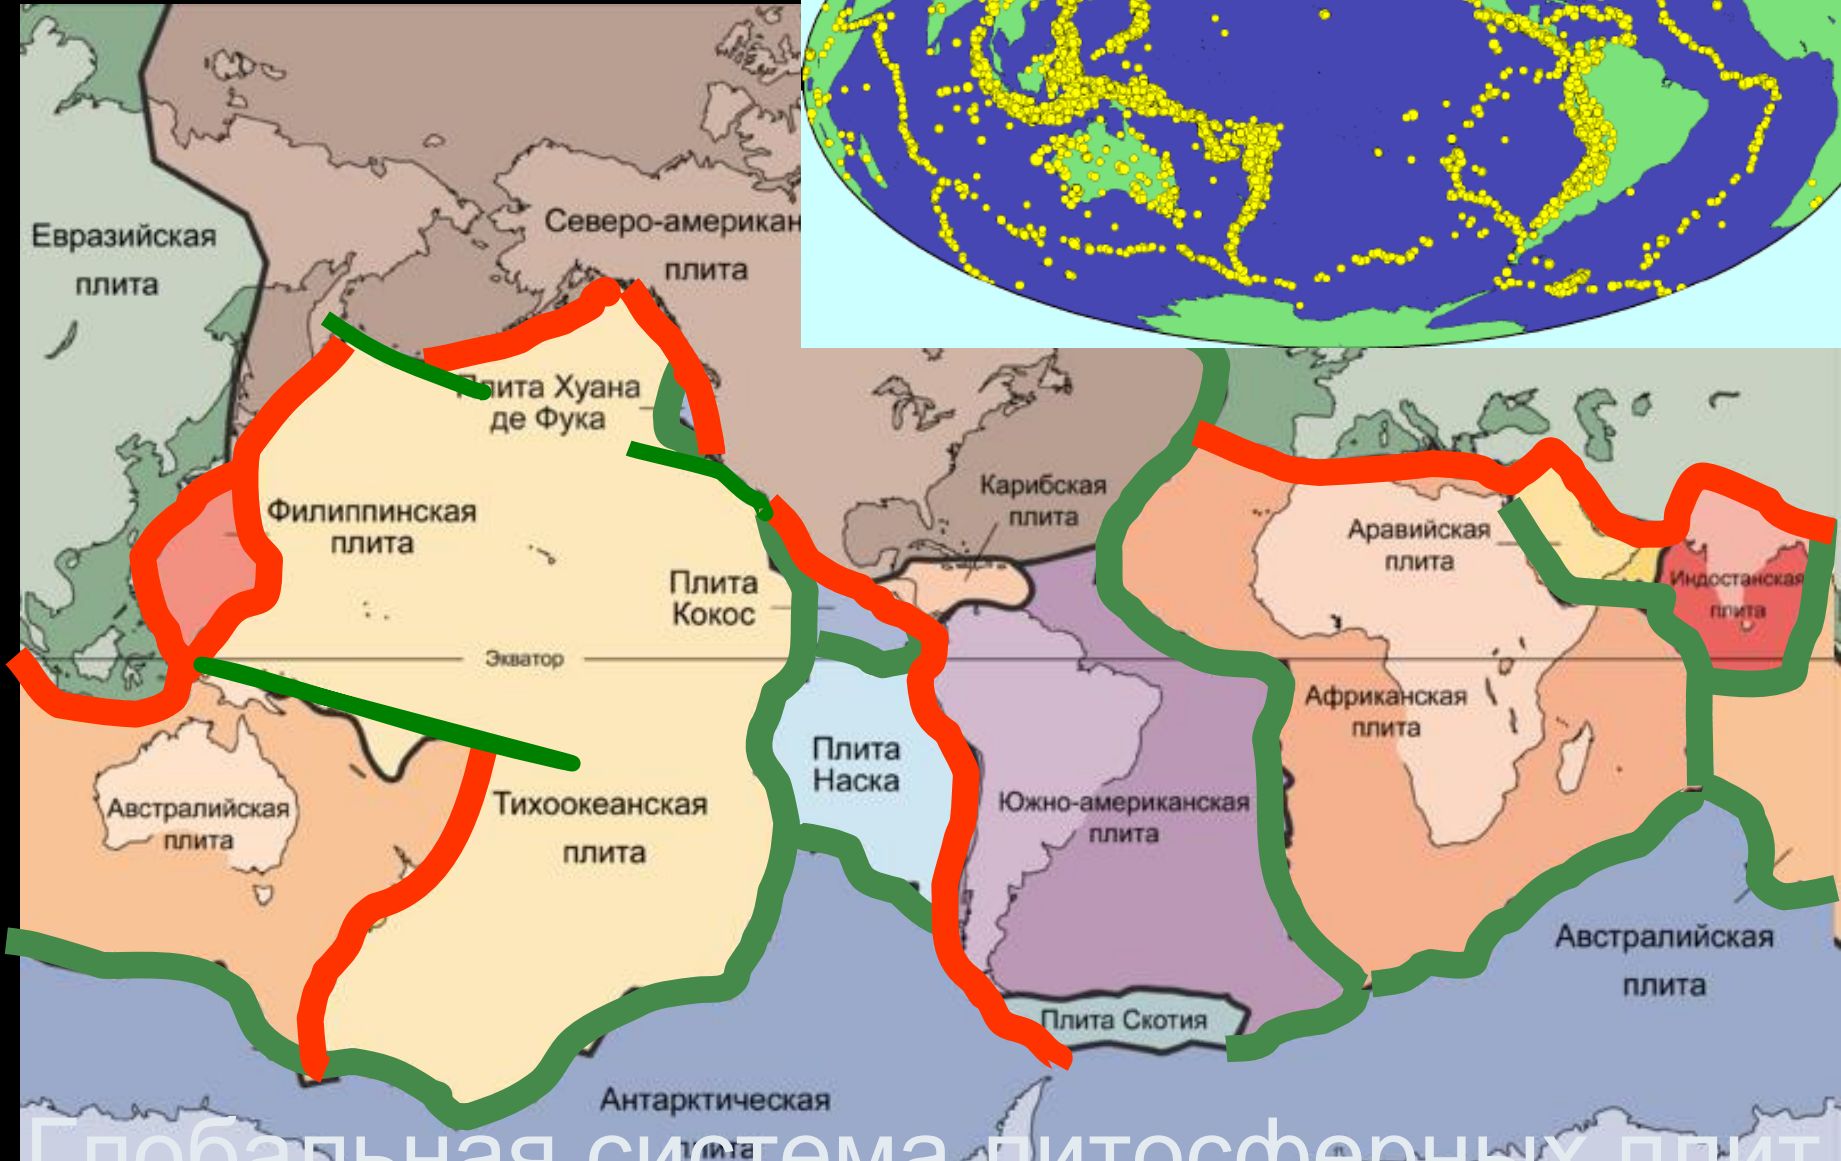 Евразийская
плита
Северо-американ
плита
Плита Хуана
де Фука
Филиппинская
плита
Карибская
плита
Аравийская
плита
Плита
Кокос
Индостанская
плита
Экватор
Африканская
плита
Плита
Наска
Австралийская
плита
Тихоокеанская
плита
Южно-американская
плита
Австралийская
плита
Плита Скотия
Антарктическая
плита
Глобальная система литосферных плит